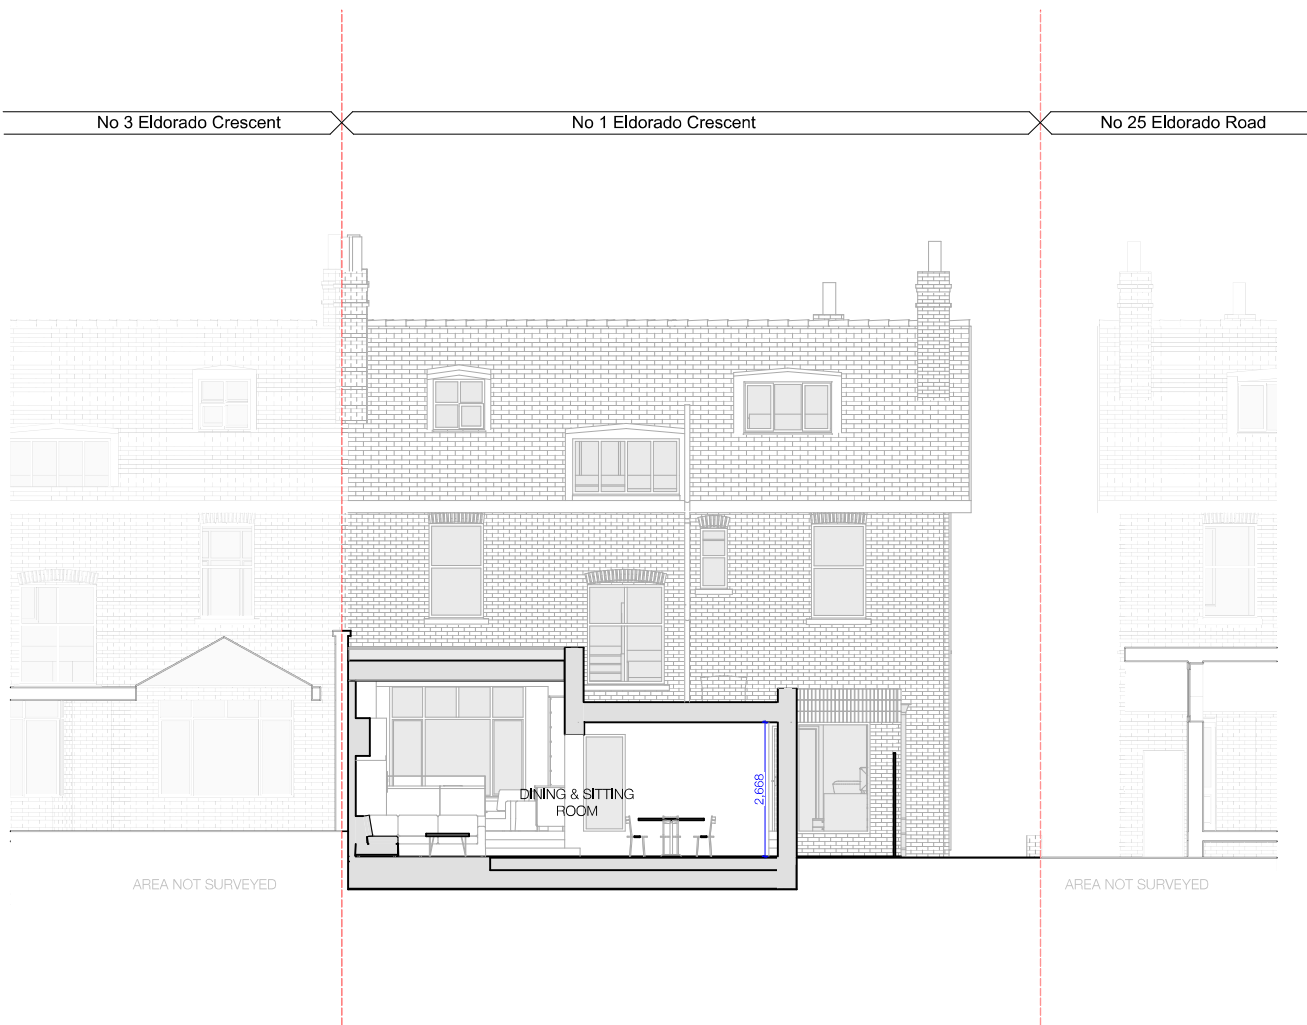 No 3 Eldorado Crescent
No 1 Eldorado Crescent
No 25 Eldorado Road
2,668
DINING & SITTING
ROOM
AREA NOT SURVEYED
AREA NOT SURVEYED